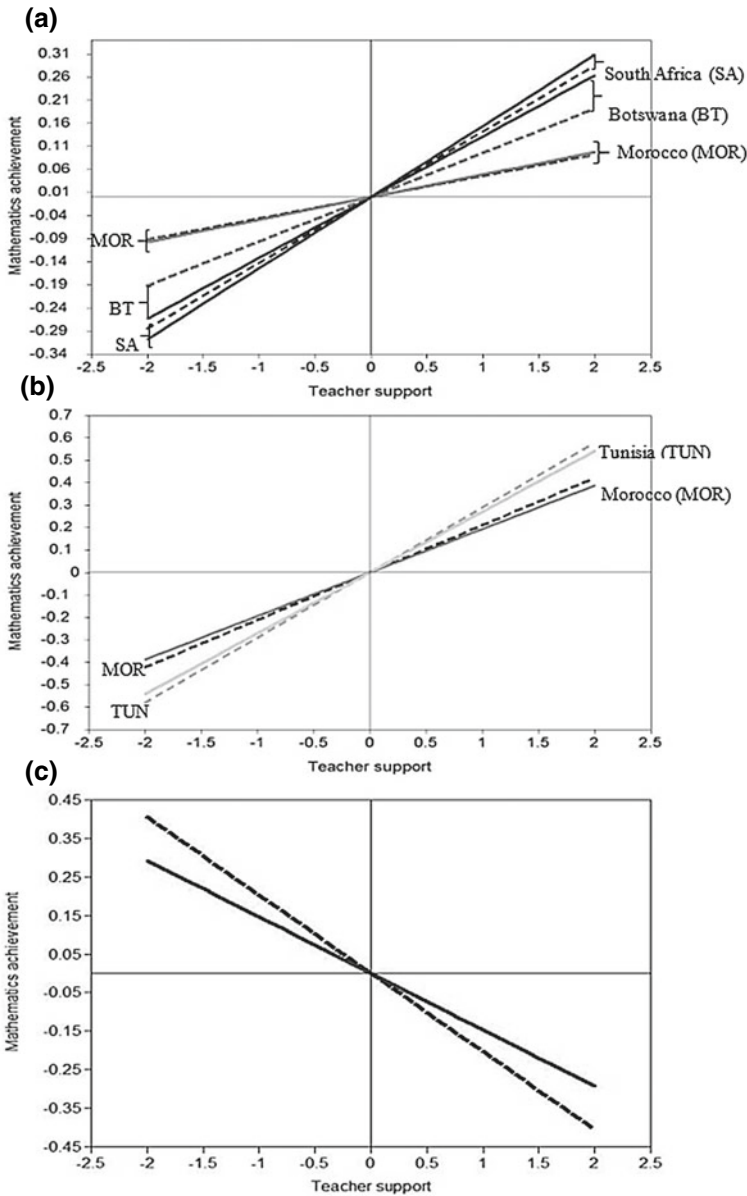 (a)
0.31
0.26
0.21
0.16
0.11
0.06
0.01
-0.04
-0.09
-0.14
-0.19
-0.24
-0.29
-0.34
Mathematics achievement
South Africa (SA)
Botswana (BT)
Morocco (MOR)
MOR
BT
SA
-2.5 -2 -1.5 -1 -0.5 0 0.5 1 1.5 2 2.5
Teacher support
(b)
0.7
0.6
0.5
0.4
0.3
0.2
0.1
0
-0.1
-0.2
-0.3
-0.4
-0.5
-0.6
-0.7
Mathematics achievement
Tunisia (TUN)
Morocco (MOR)
MOR
TUN
-2.5 -2 -1.5 -1 -0.5 0 0.5 1 1.5 2 2.5
Teacher support
(c)
0.45
0.35
0.25
0.15
0.05
-0.05
-0.15
-0.25
-0.35
-0.45
Mathematics achievement
-2.5 -2 -1.5 -1 -0.5 0 0.5 1 1.5 2 2.5
Teacher support